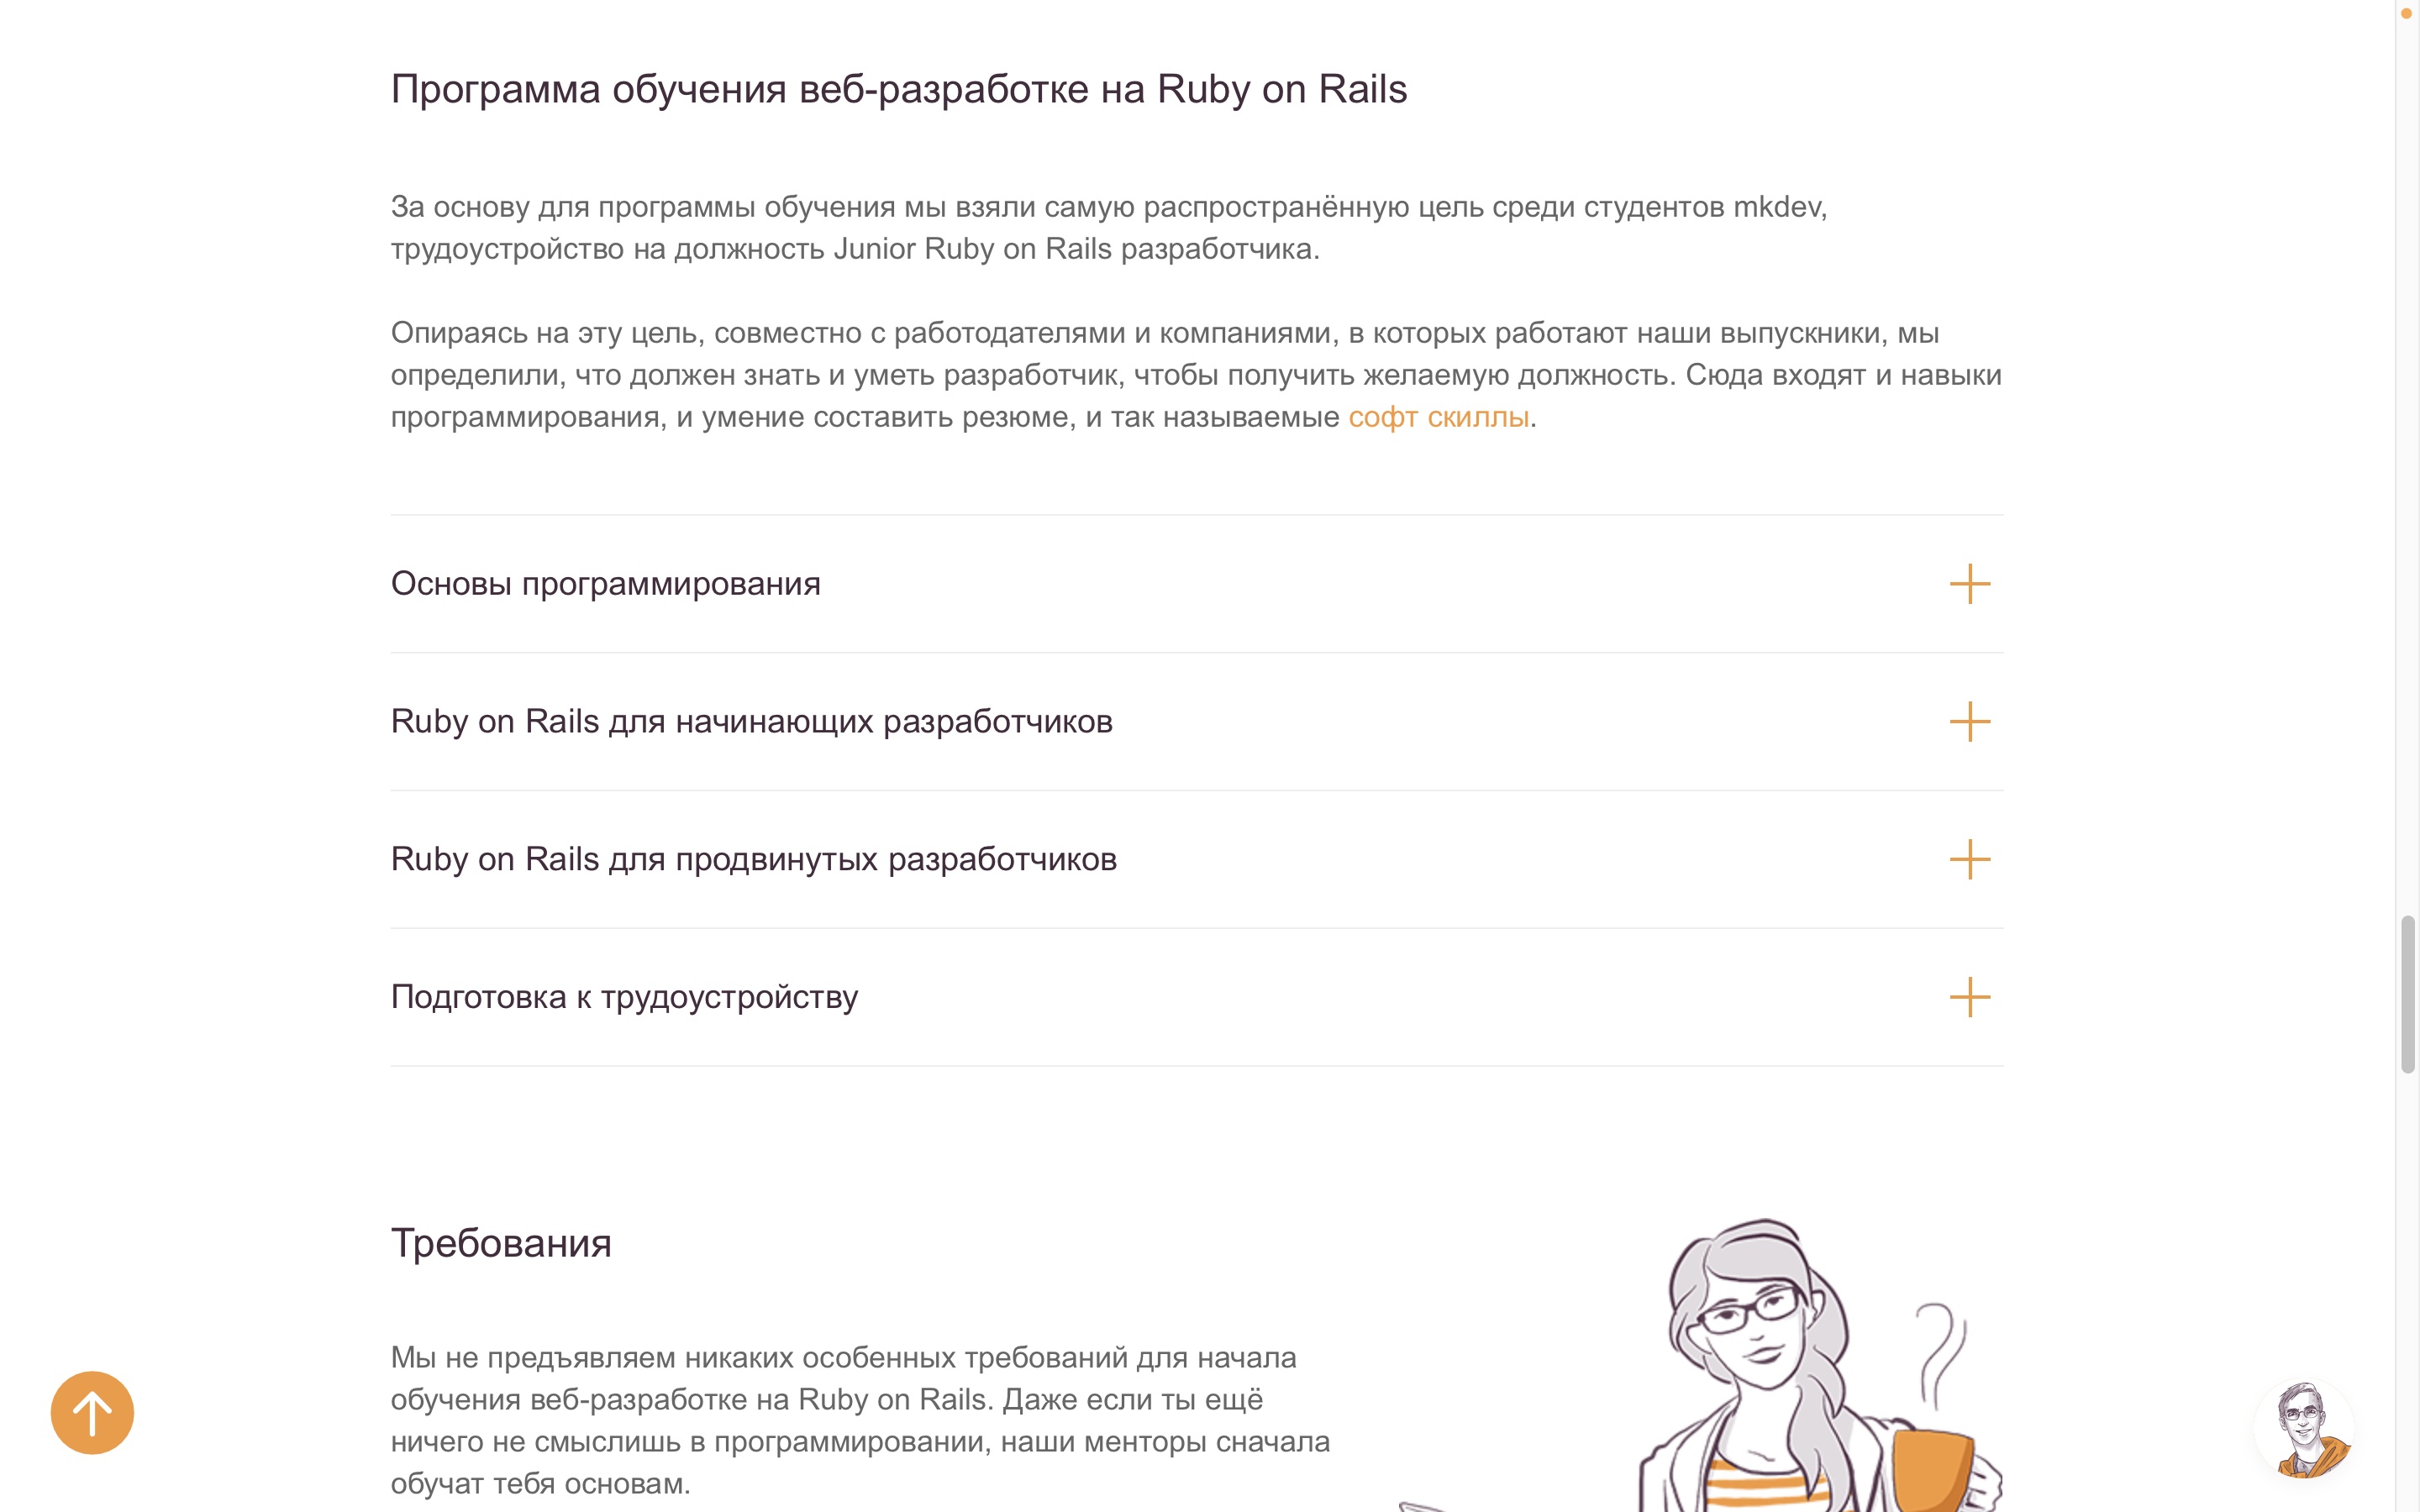 Программа обучения веб-разработке на Ruby on Rails
За основу для программы обучения мы взяли самую распространённую цель среди студентов mkdev,
трудоустройство на должность Junior Ruby on Rails разработчика.
Опираясь на эту цель, совместно с работодателями и компаниями, в которых работают наши выпускники, мы
определили, что должен знать и уметь разработчик, чтобы получить желаемую должность. Сюда входят и навыки
программирования, и умение составить резюме, и так называемые софт скиллы.
Основы программирования
Ruby on Rails для начинающих разработчиков
Ruby on Rails для продвинутых разработчиков
Подготовка к трудоустройству
Требования
Мы не предъявляем никаких особенных требований для начала
обучения веб-разработке на Ruby on Rails. Даже если ты ещё
ничего не смыслишь в программировании, наши менторы сначала
обучат тебя основам.